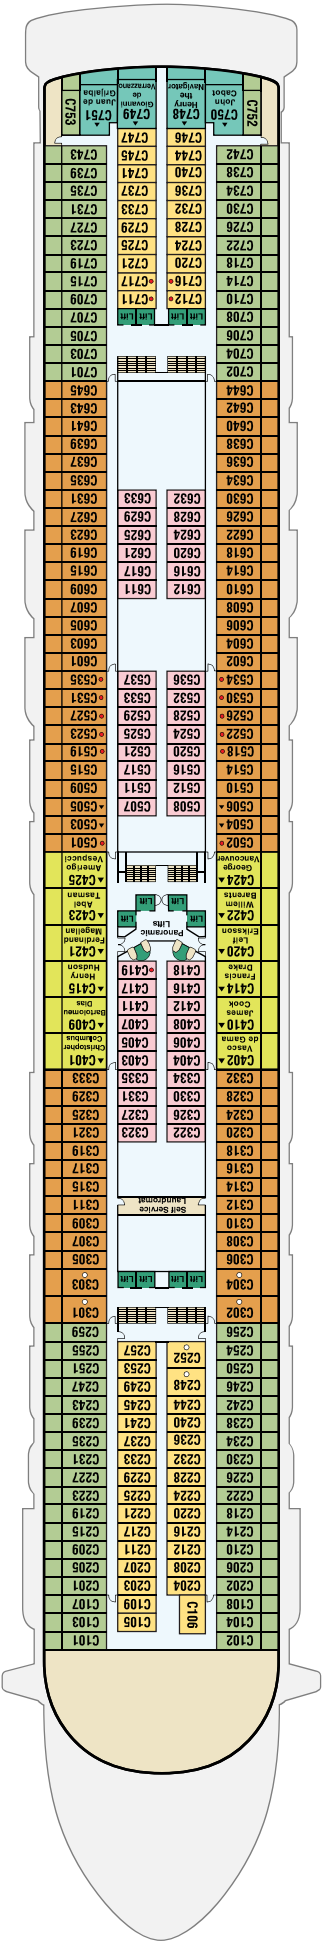 C753
Juan de
Grijalba
C751
Giovanni
de
Verrazzano
C749
Henry
the
Navigator
C748
John
Cabot
C750
C752
C747 C746
C743 C745 C744 C742
C739 C741 C740 C738
C735 C737 C736 C734
C731 C733 C732 C730
C727 C729 C728 C726
C723 C725 C724 C722
C719 C721 C720 C718
C715 C717 C716 C714
C709 C711 C712 C710
C707 Lift Lift Lift Lift C708
C705 C706
C703 C704
C701 C702
C645 C644
C643 C642
C641 C640
C639 C638
C637 C636
C635 C634
C631 C633 C632 C630
C627 C629 C628 C626
C623 C625 C624 C622
C619 C621 C620 C618
C615 C617 C616 C614
C609 C611 C612 C610
C607 C608
C605 C606
C603 C604
C601 C602
C535 C537 C536 C534
C531 C533 C532 C530
C527 C529 C528 C526
C523 C525 C524 C522
C519 C521 C520 C518
C515 C517 C516 C514
C509 C511 C512 C510
C505 C507 C508 C506
C503 C504
C501 C502
Amerigo
Vespucci
C425
George
Vancouver
C424
Abel
Tasman
C423
Lift Lift
Willem
Barents
C422
Lift Lift
Panoramic
Lifts
Ferdinand
Magellan
C421
Leif
Eriksson
C420
Henry
Hudson
C415
C419 C418
Francis
Drake
C414
C417 C416
Bartolomeu
Dias
C409
C411 C412
James
Cook
C410
C407 C408
Christopher
Columbus
C401
C405 C406
Vasco
de Gama
C402
C403 C404
C333 C335 C334 C332
C329 C331 C330 C328
C325 C327 C326 C324
C321 C323 C322 C320
C319 C318
C317 C316
C315 C314
C311 Self Service C312
Laundromat
C309 C310
C307 C308
C305 C306
C303 Lift Lift Lift Lift C304
C301 C302
C259 C256
C255 C257 C252 C254
C251 C253 C250
C247 C249 C248 C246
C243 C245 C244 C242
C239 C241 C240 C238
C235 C237 C236 C234
C231 C233 C232 C230
C227 C229 C228 C226
C223 C225 C224 C222
C219 C221 C220 C218
C215 C217 C216 C214
C209 C211 C212 C210
C205 C207 C208 C206
C201 C203 C204 C202
C107 C109 C106 C108
C103 C105 C104
C101 C102